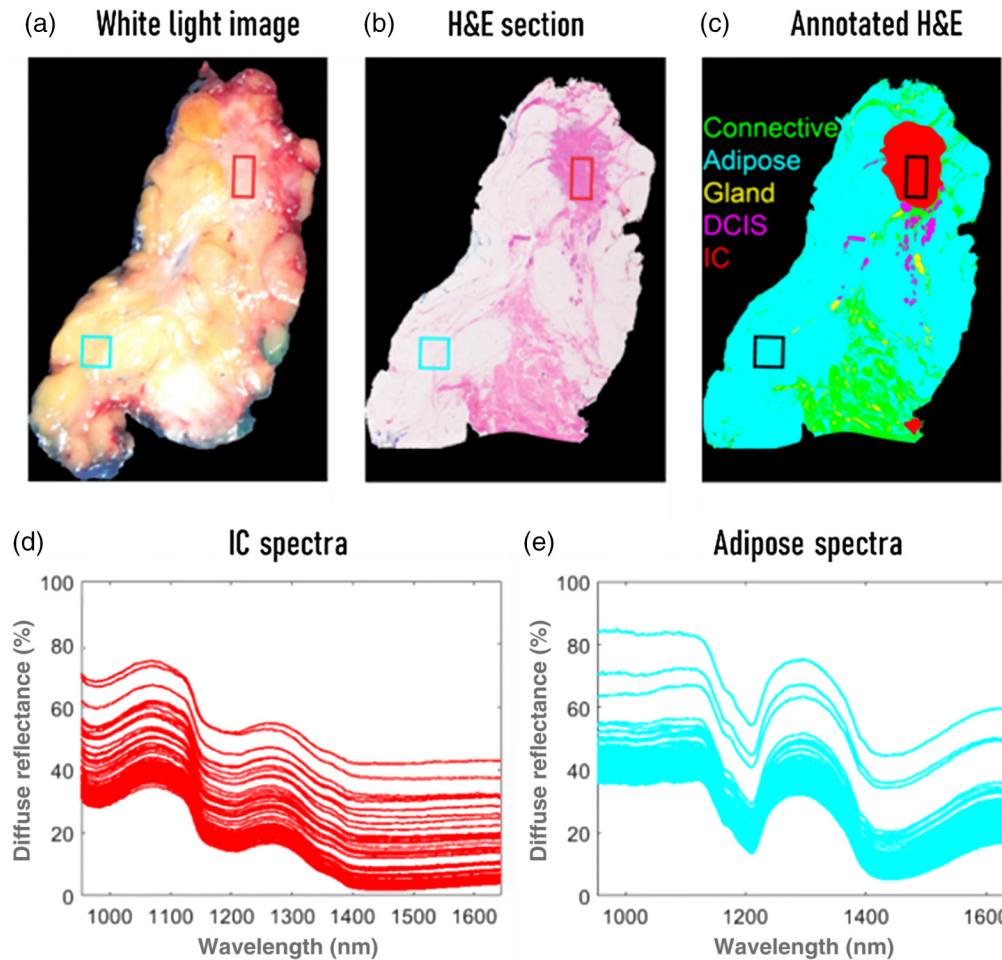 (a) White light image
(b) H&E section
(c) Annotated H&E
Connective
Adipose
Gland
DCIS
IC
(d) IC spectra
100
80
60
40
20
0
Diffuse reflectance (%)
1000 1100 1200 1300 1400 1500 1600
Wavelength (nm)
(e) Adipose spectra
100
80
60
40
20
0
Diffuse reflectance (%)
1000 1200 1400 1600
Wavelength (nm)